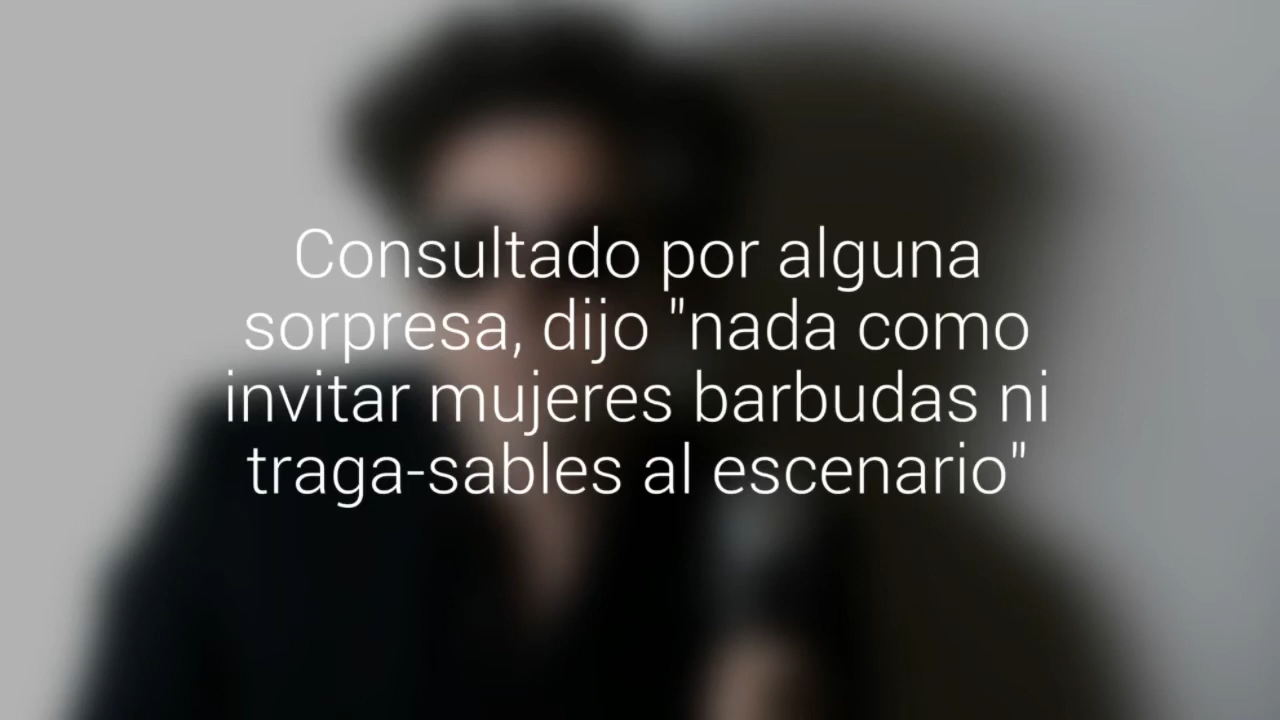 Consultado por alguna
sorpresa, dijo "nada como
invitar mujeres barbudas ni
traga-sables al escenario"